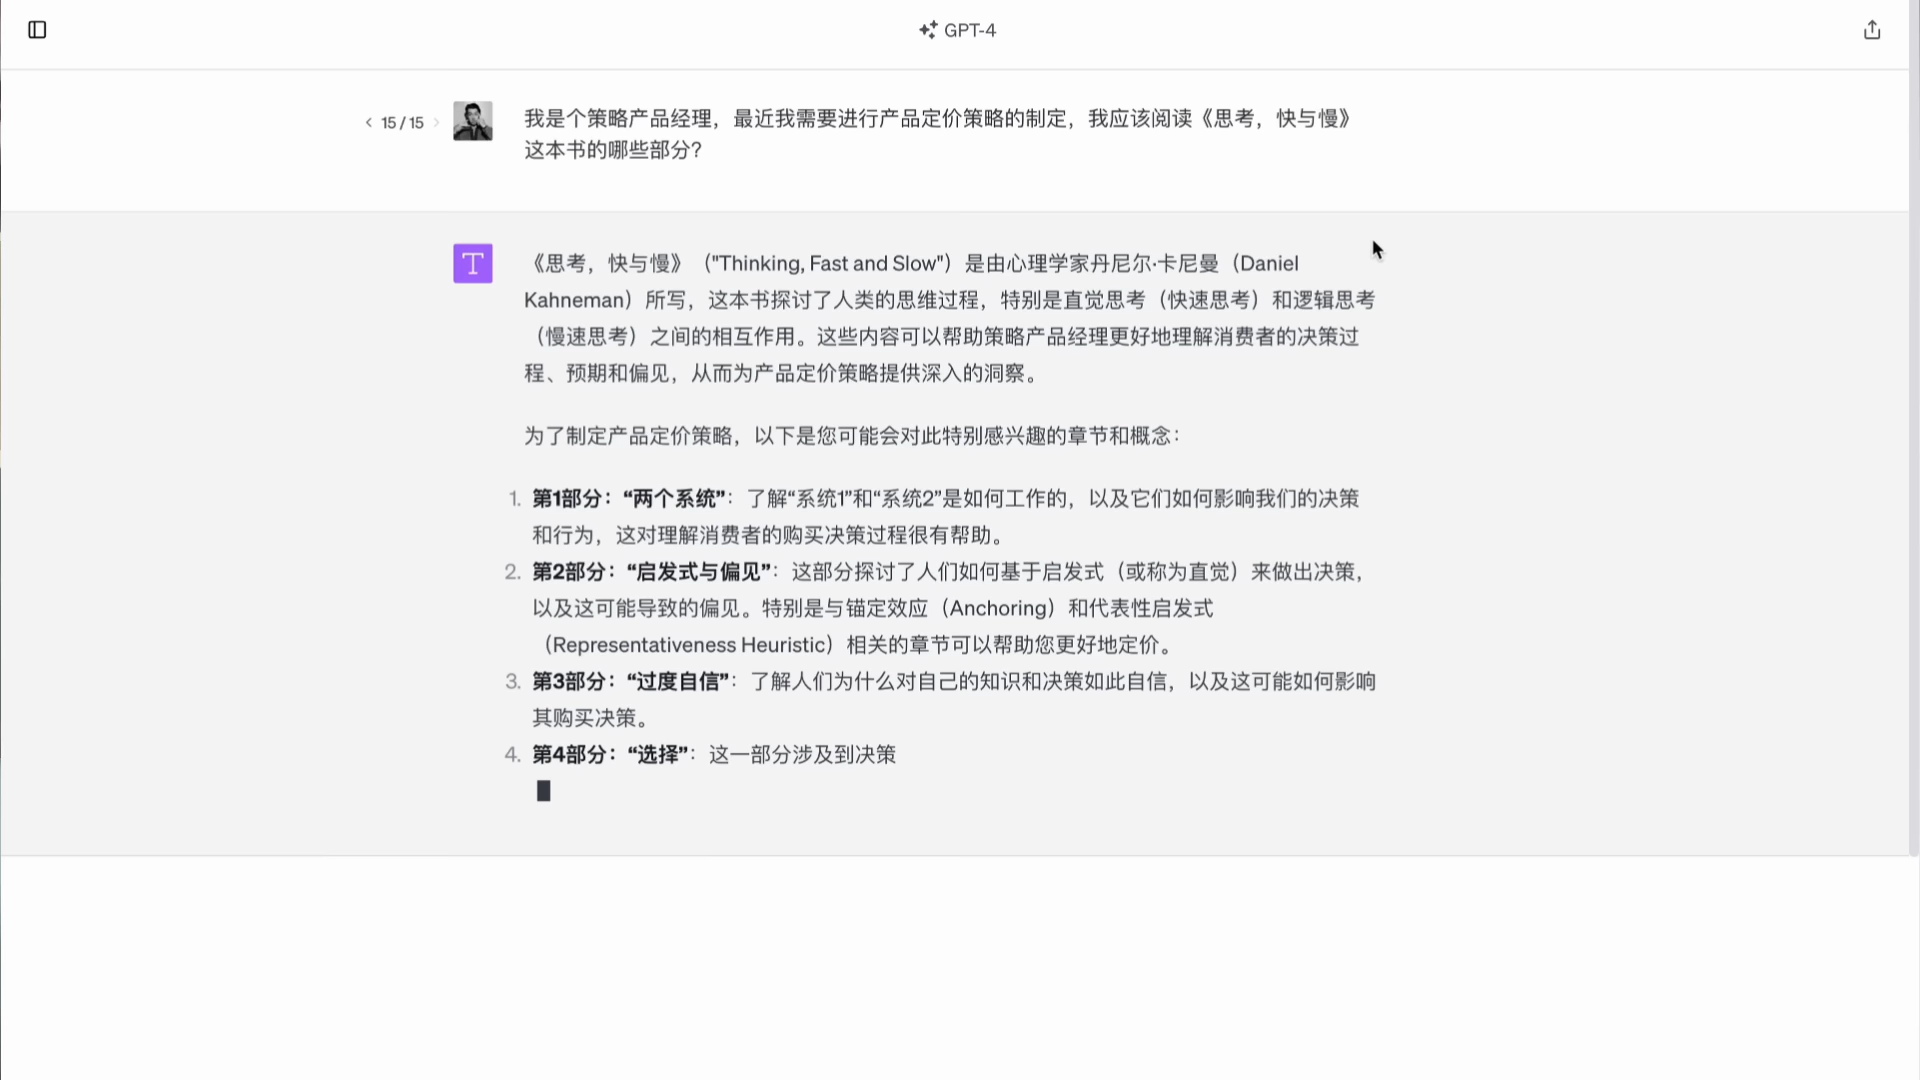 GPT-4
15 / 15
我是个策略产品经理，最近我需要进行产品定价策略的制定，我应该阅读《思考，快与慢》
这本书的哪些部分？
T
《思考，快与慢》（"Thinking, Fast and Slow"）是由心理学家丹尼尔·卡尼曼（Daniel
Kahneman）所写，这本书探讨了人类的思维过程，特别是直觉思考（快速思考）和逻辑思考
（慢速思考）之间的相互作用。这些内容可以帮助策略产品经理更好地理解消费者的决策过
程、预期和偏见，从而为产品定价策略提供深入的洞察。
为了制定产品定价策略，以下是您可能会对此特别感兴趣的章节和概念：
1. 第1部分：“两个系统”：了解“系统1”和“系统2”是如何工作的，以及它们如何影响我们的决策
和行为，这对理解消费者的购买决策过程很有帮助。
2. 第2部分：“启发式与偏见”：这部分探讨了人们如何基于启发式（或称为直觉）来做出决策，
以及这可能导致的偏见。特别是与锚定效应（Anchoring）和代表性启发式
（Representativeness Heuristic）相关的章节可以帮助您更好地定价。
3. 第3部分：“过度自信”：了解人们为什么对自己的知识和决策如此自信，以及这可能如何影响
其购买决策。
4. 第4部分：“选择”：这一部分涉及到决策